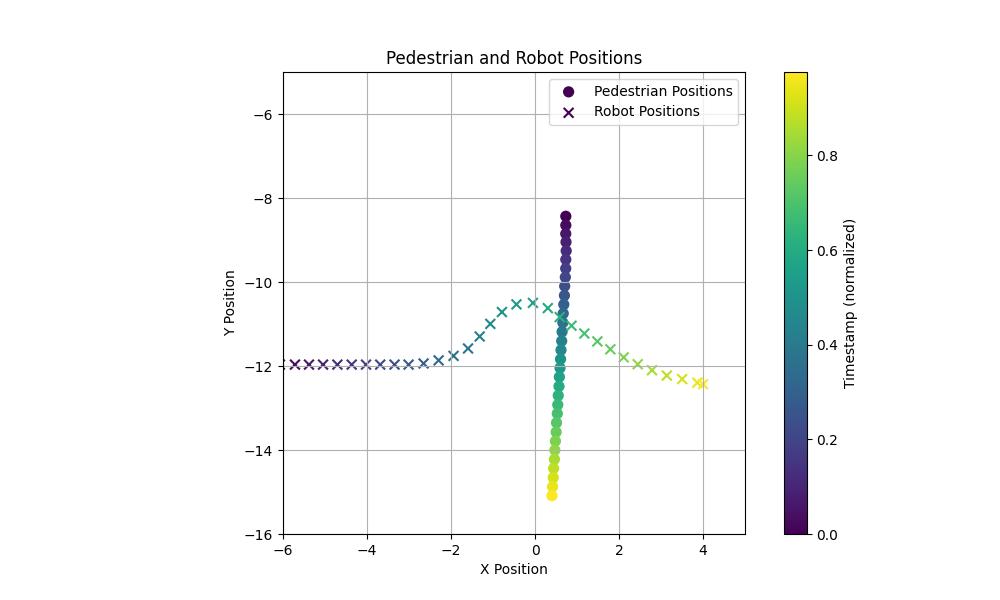 Pedestrian and Robot Positions
Pedestrian Positions
Robot Positions
−6
−8
−10
−12
−14
−16
Y Position
−6
−4
−2
0
2
4
X Position
0.8
0.6
0.4
0.2
0.0
Timestamp (normalized)